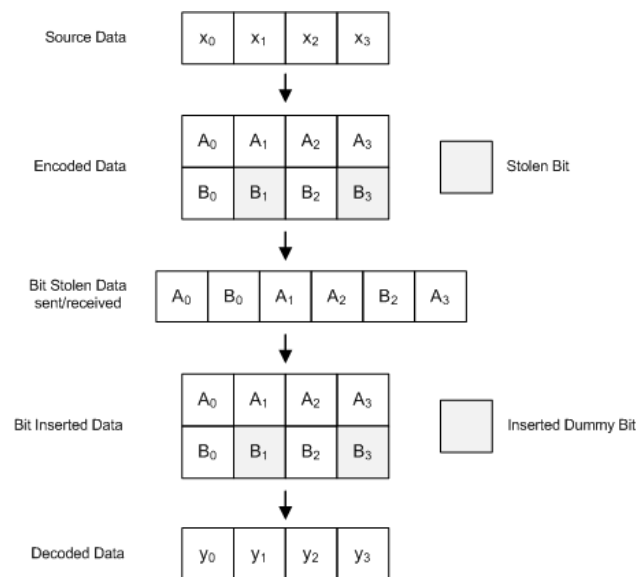 Source Data
x₀ x₁ x₂ x₃
A₀ A₁ A₂ A₃
Encoded Data
B₀ B₁ B₂ B₃
Stolen Bit
Bit Stolen Data
sent/received
A₀ B₀ A₁ A₂ B₂ A₃
A₀ A₁ A₂ A₃
Bit Inserted Data
B₀ B₁ B₂ B₃
Inserted Dummy Bit
Decoded Data
y₀ y₁ y₂ y₃